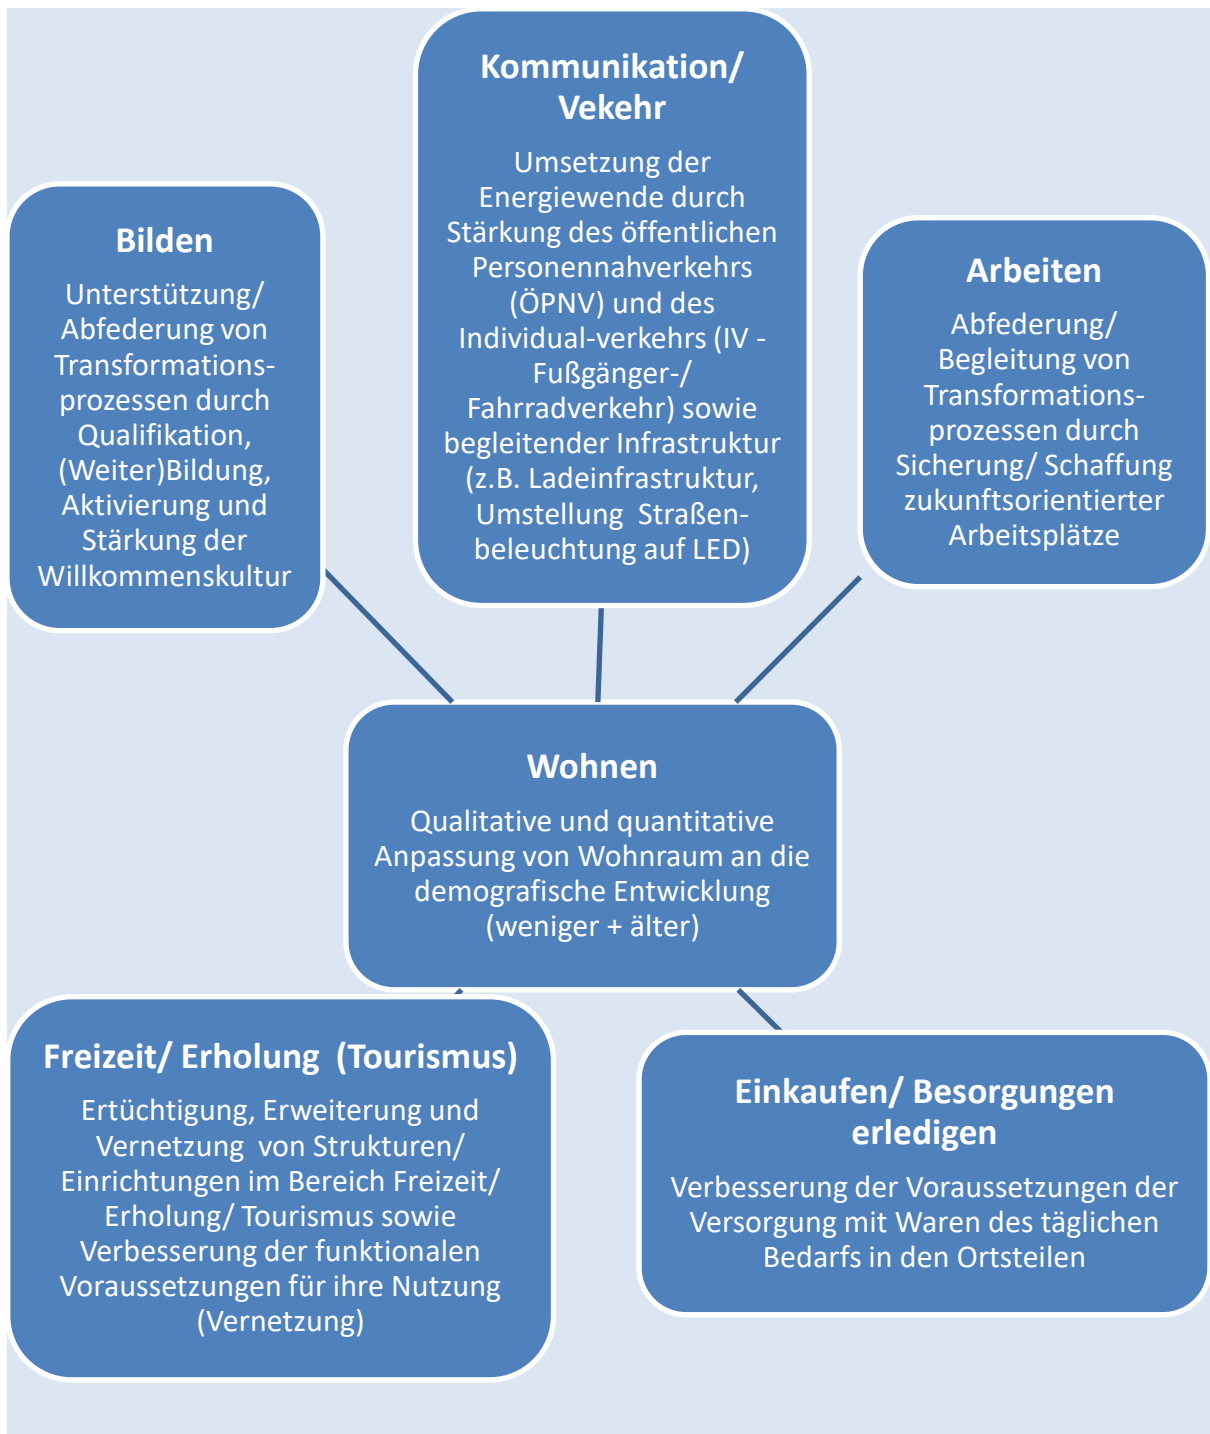 Kommunikation/
Vekehr
Umsetzung der
Energiewende durch
Stärkung des öffentlichen
Personennahverkehrs
(ÖPNV) und des
Individual-verkehrs (IV -
Fußgänger-/
Fahrradverkehr) sowie
begleitender Infrastruktur
(z.B. Ladeinfrastruktur,
Umstellung  Straßen-
beleuchtung auf LED)
Bilden
Unterstützung/
Abfederung von
Transformations-
prozessen durch
Qualifikation,
(Weiter)Bildung,
Aktivierung und
Stärkung der
Willkommenskultur
Arbeiten
Abfederung/
Begleitung von
Transformations-
prozessen durch
Sicherung/ Schaffung
zukunftsorientierter
Arbeitsplätze
Wohnen
Qualitative und quantitative
Anpassung von Wohnraum an die
demografische Entwicklung
(weniger + älter)
Freizeit/ Erholung  (Tourismus)
Ertüchtigung, Erweiterung und
Vernetzung  von Strukturen/
Einrichtungen im Bereich Freizeit/
Erholung/ Tourismus sowie
Verbesserung der funktionalen
Voraussetzungen für ihre Nutzung
(Vernetzung)
Einkaufen/ Besorgungen
erledigen
Verbesserung der Voraussetzungen der
Versorgung mit Waren des täglichen
Bedarfs in den Ortsteilen